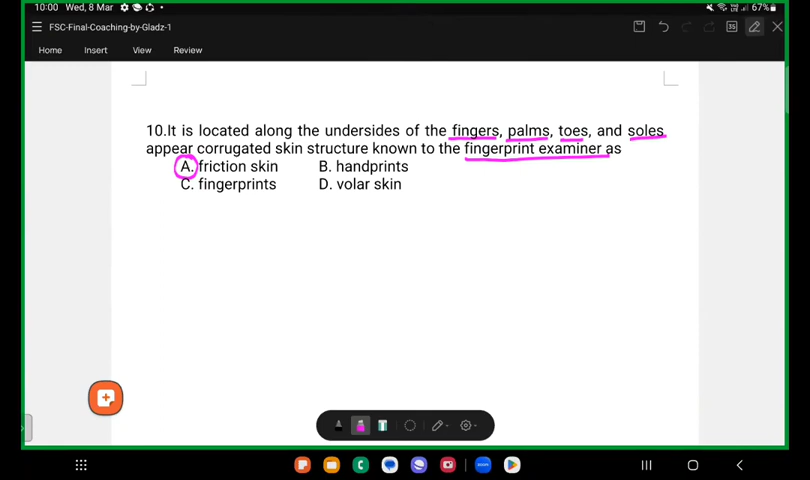 10:00 Wed, 8 Mar
67%
FSC-Final-Coaching-by-Gladz-1
35
Home Insert View Review
10.It is located along the undersides of the fingers, palms, toes, and soles
appear corrugated skin structure known to the fingerprint examiner as
A. friction skin B. handprints
C. fingerprints D. volar skin